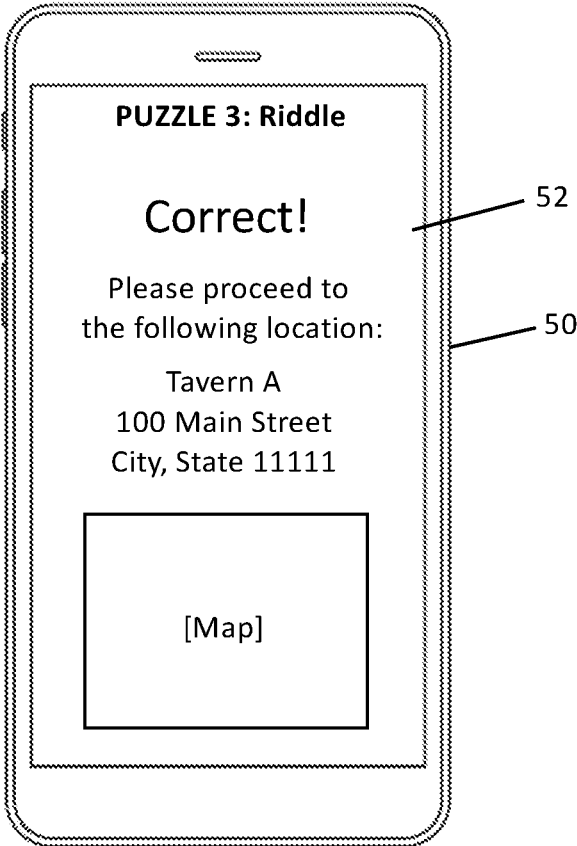 PUZZLE 3: Riddle
Correct!
52
Please proceed to
the following location:
50
Tavern A
100 Main Street
City, State 11111
[Map]